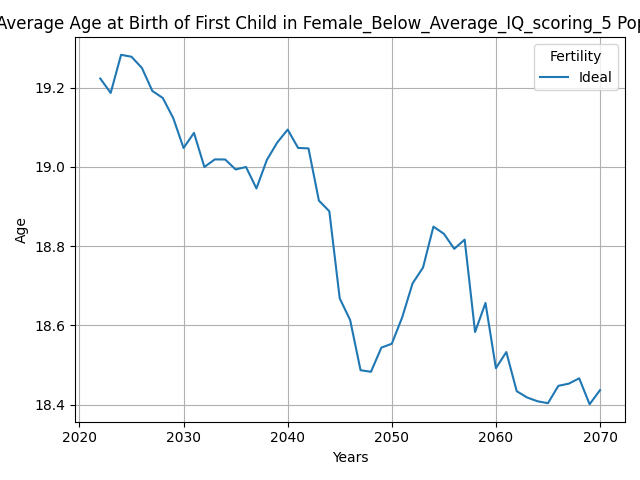 Average Age at Birth of First Child in Female_Below_Average_IQ_scoring_5
Fertility
Ideal
19.2
19.0
18.8
18.6
18.4
Age
2020 2030 2040 2050 2060 2070
Years